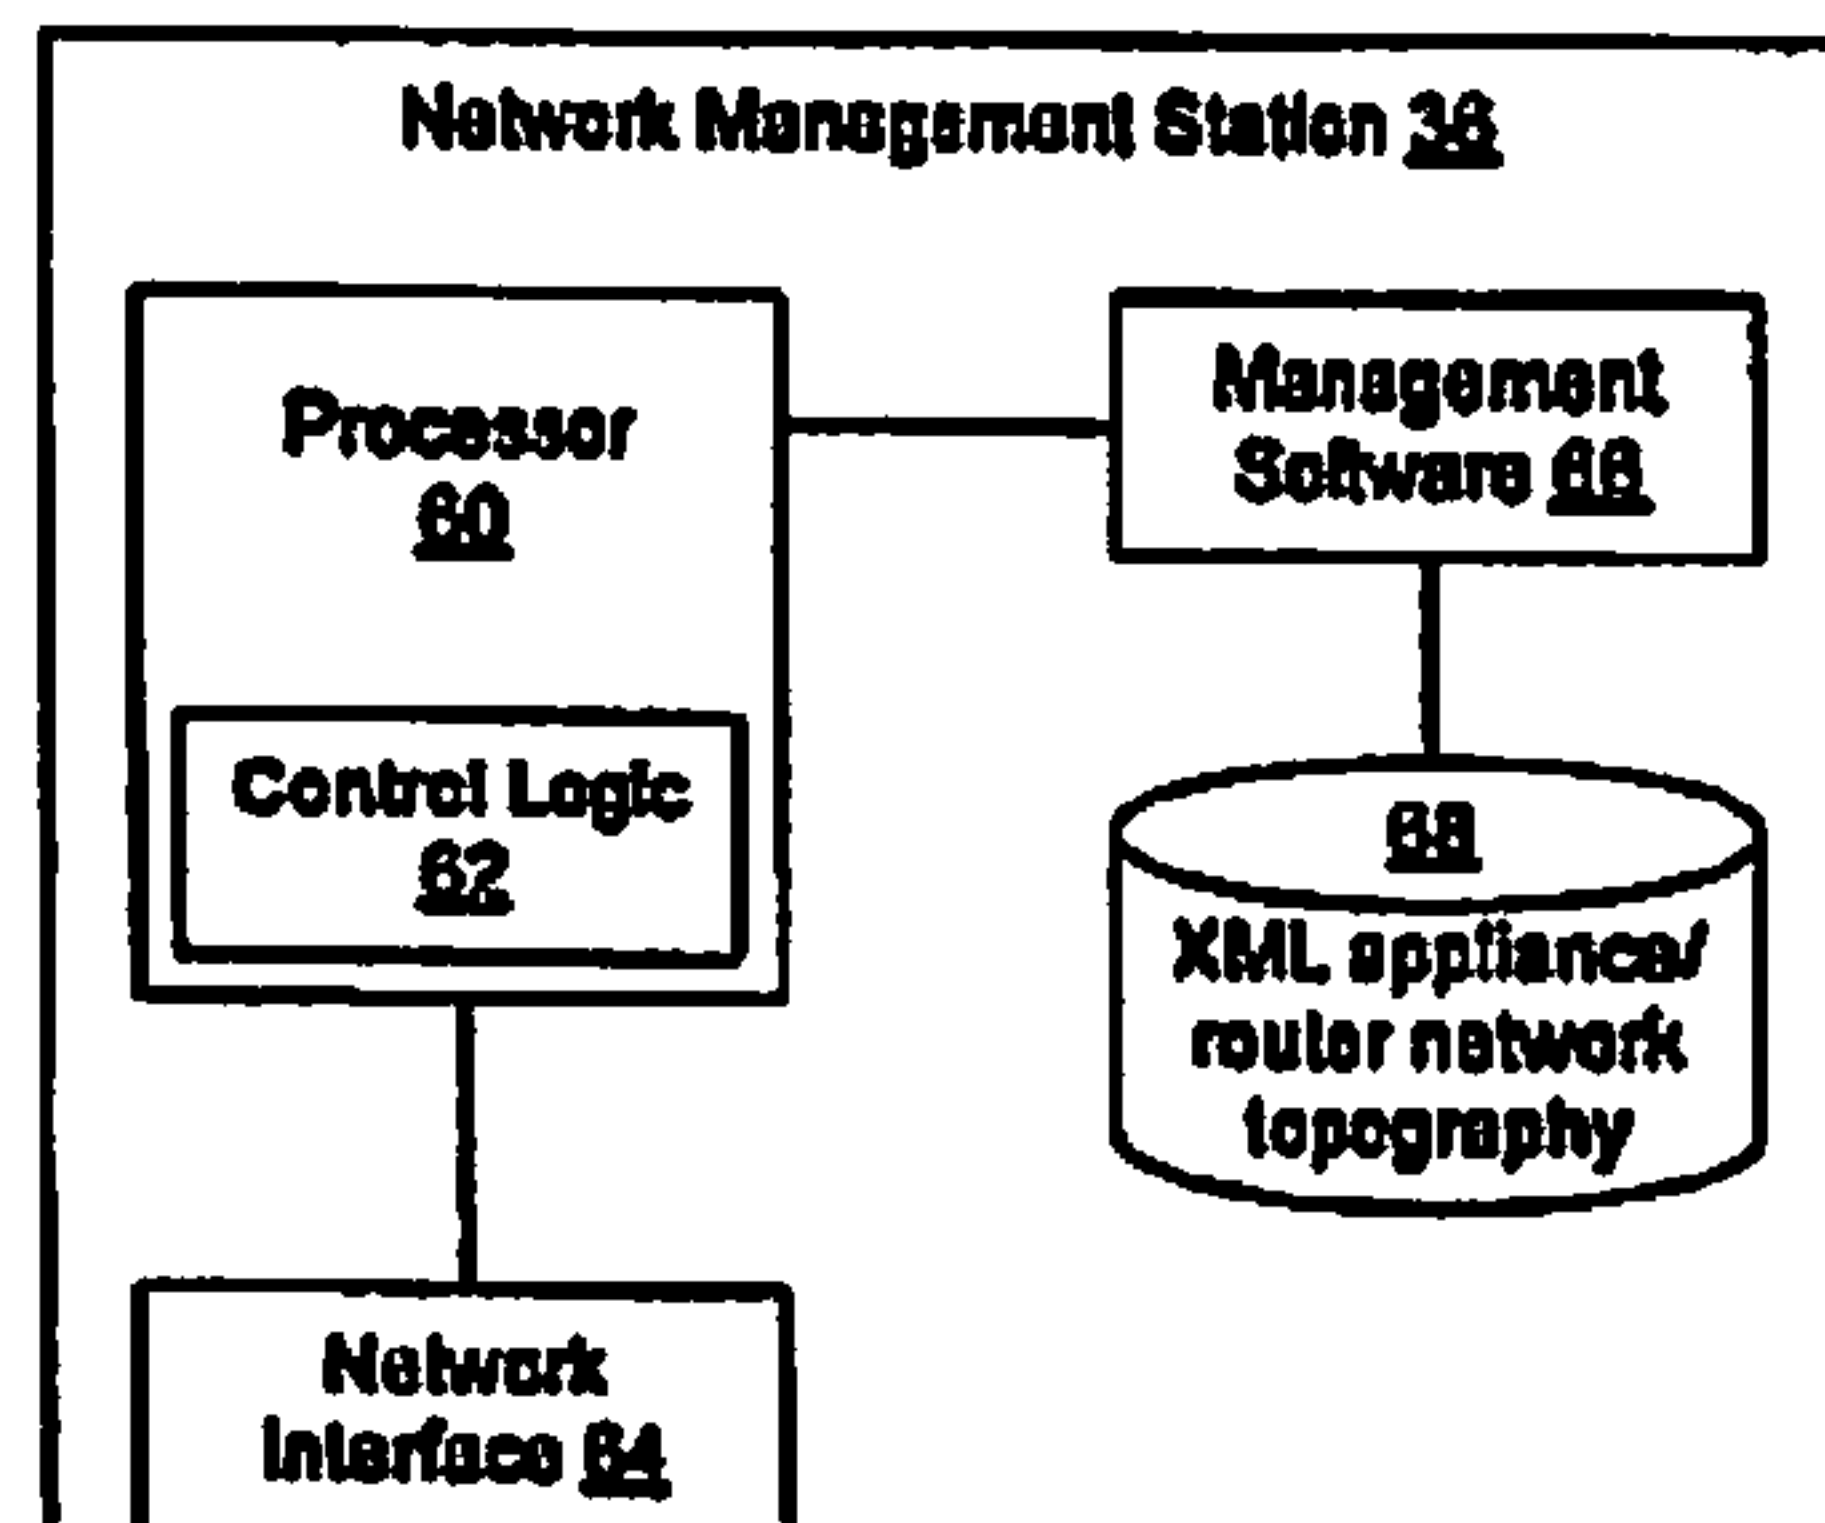 Network Management Station 36
Processor
60
Management
Software 66
Control Logic
62
68
XML appliance/
router network
topography
Network
Interface 64